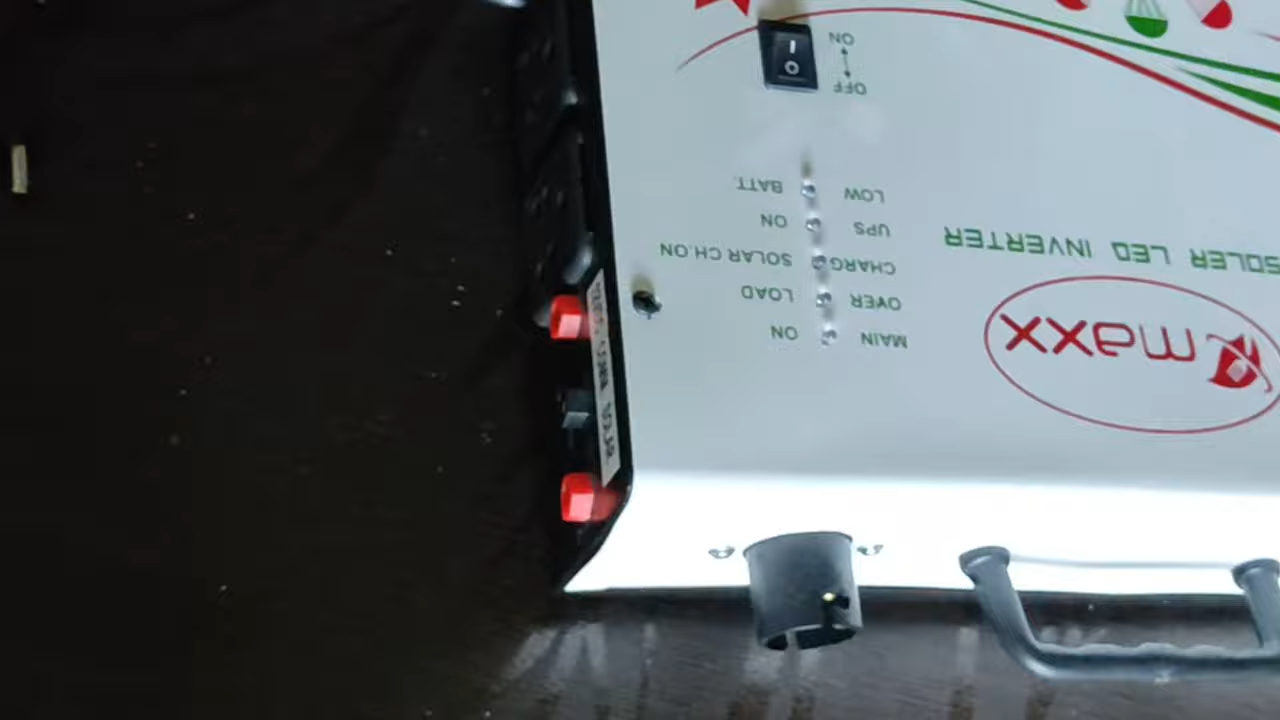 maxx
SOLER LED INVERTER
MAIN ON
OVER LOAD
CHARG SOLAR CH.ON
UPS ON
LOW BATT.
OFF
ON